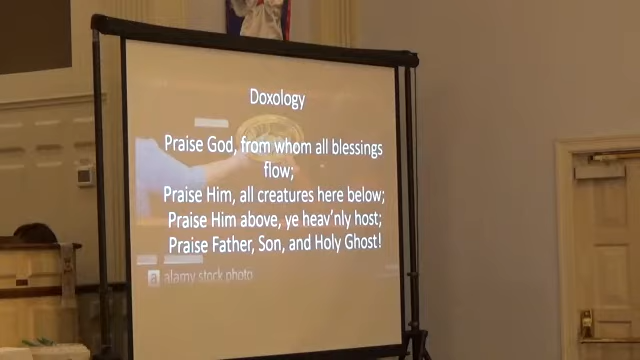 Doxology
Praise God, from whom all blessings
flow;
Praise Him, all creatures here below;
Praise Him above, ye heav'nly host;
Praise Father, Son, and Holy Ghost!
a alamy stock photo